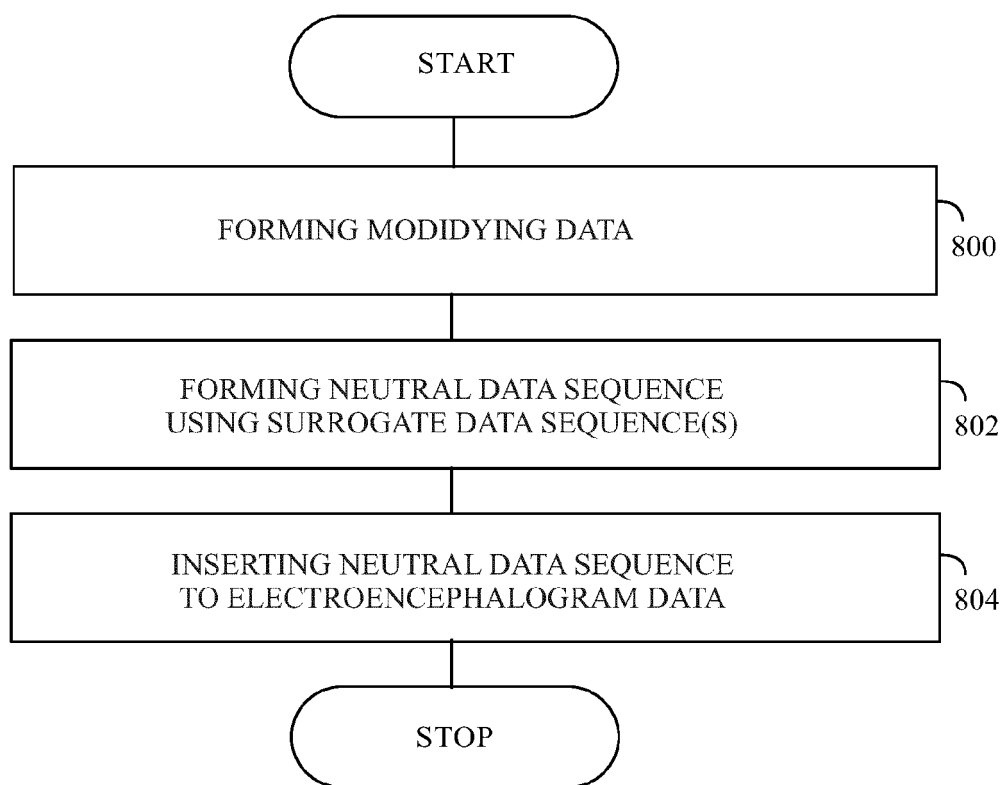 START
FORMING MODIDYING DATA
800
FORMING NEUTRAL DATA SEQUENCE
USING SURROGATE DATA SEQUENCE(S)
802
INSERTING NEUTRAL DATA SEQUENCE
TO ELECTROENCEPHALOGRAM DATA
804
STOP